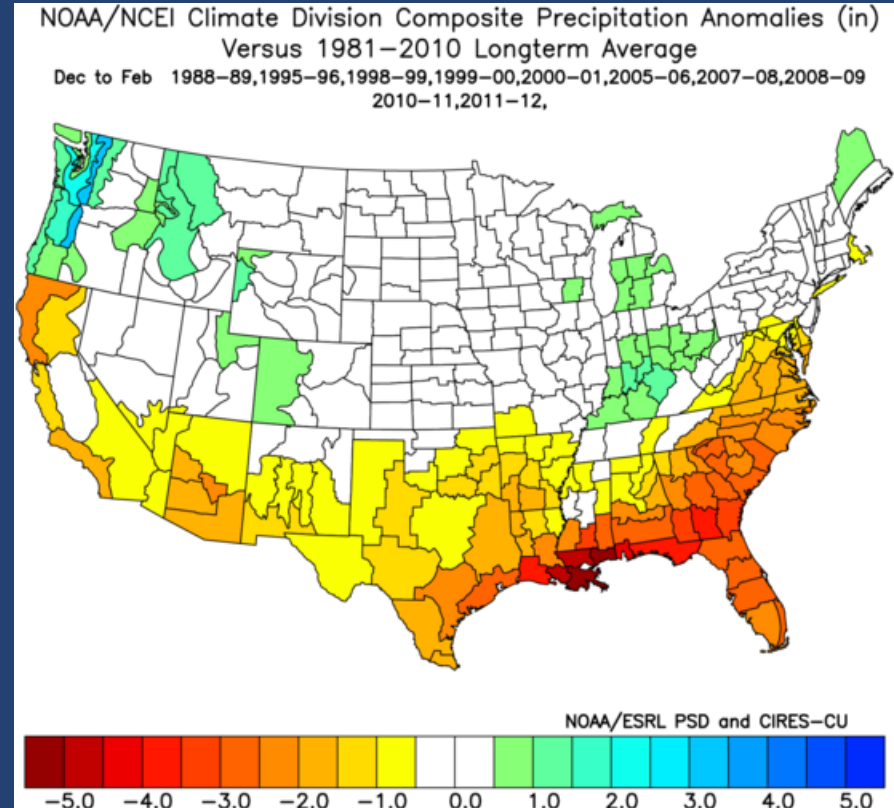 NOAA/NCEI Climate Division Composite Precipitation Anomalies (in)
Versus 1981−2010 Longterm Average
Dec to Feb 1988−89,1995−96,1998−99,1999−00,2000−01,2005−06,2007−08,2008−09
2010−11,2011−12,
NOAA/ESRL PSD and CIRES−CU
−5.0 −4.0 −3.0 −2.0 −1.0 0.0 1.0 2.0 3.0 4.0 5.0